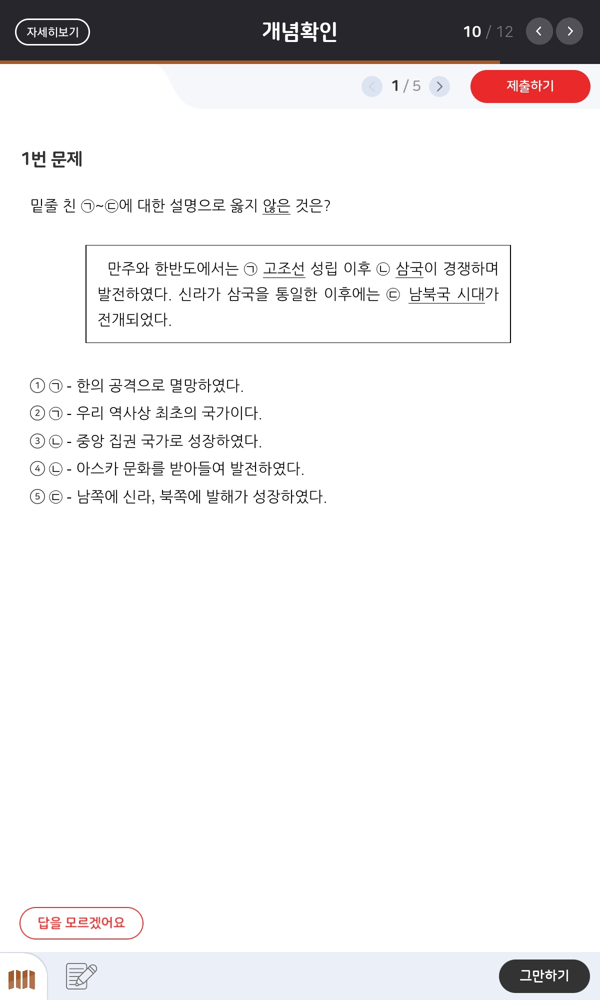 자세히보기
개념확인
10 / 12
1 / 5
제출하기
1번 문제
밑줄 친 ㉠~㉢에 대한 설명으로 옳지 않은 것은?
만주와 한반도에서는 ㉠ 고조선 성립 이후 ㉡ 삼국이 경쟁하며
발전하였다. 신라가 삼국을 통일한 이후에는 ㉢ 남북국 시대가
전개되었다.
① ㉠ - 한의 공격으로 멸망하였다.
② ㉠ - 우리 역사상 최초의 국가이다.
③ ㉡ - 중앙 집권 국가로 성장하였다.
④ ㉡ - 아스카 문화를 받아들여 발전하였다.
⑤ ㉢ - 남쪽에 신라, 북쪽에 발해가 성장하였다.
답을 모르겠어요
그만하기